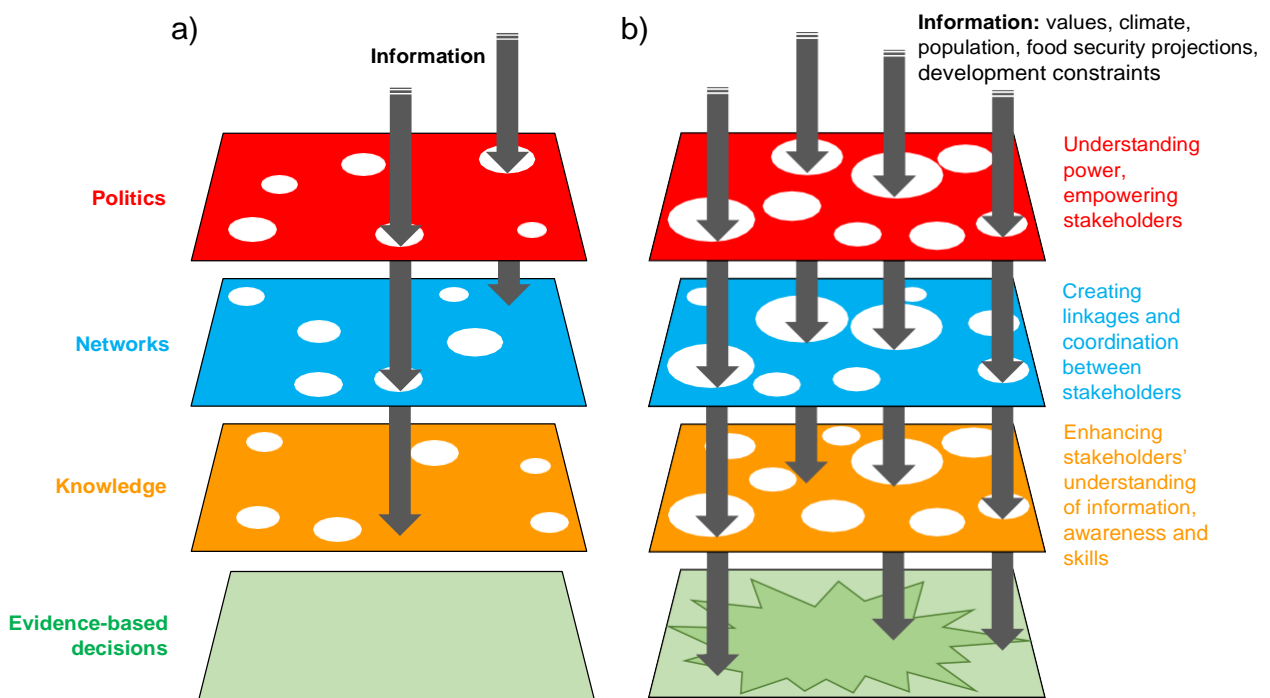 a)
Information
b)
Information: values, climate,
population, food security projections,
development constraints
Politics
Understanding
power,
empowering
stakeholders
Networks
Creating
linkages and
coordination
between
stakeholders
Knowledge
Enhancing
stakeholders’
understanding
of information,
awareness and
skills
Evidence-based
decisions